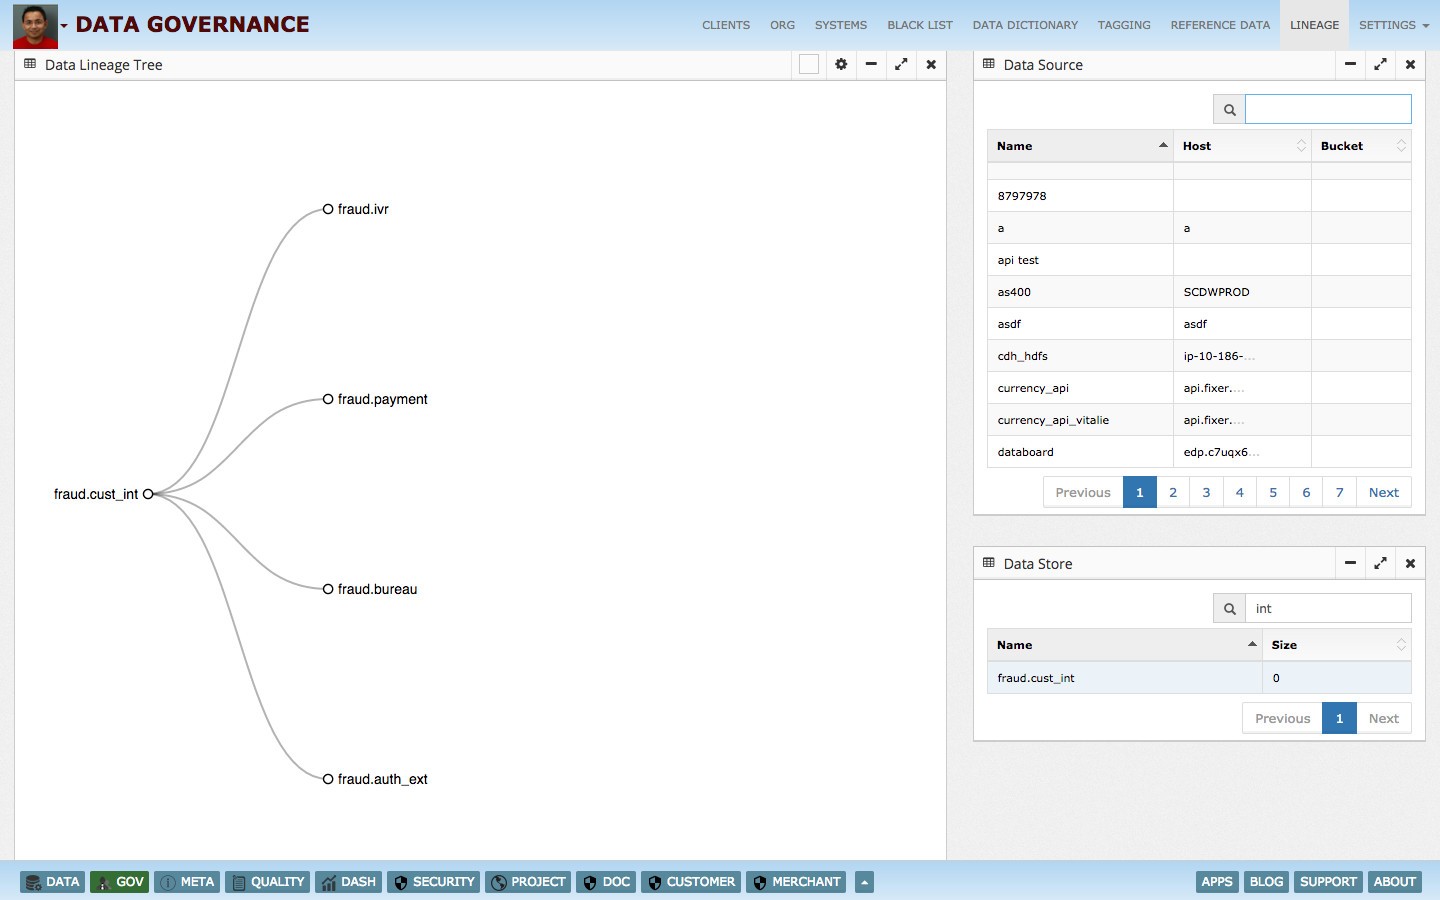 DATA GOVERNANCE
CLIENTS ORG SYSTEMS BLACK LIST DATA DICTIONARY TAGGING REFERENCE DATA LINEAGE SETTINGS
Data Lineage Tree
fraud.ivr
fraud.payment
fraud.cust_int
fraud.bureau
fraud.auth_ext
Data Source
Name Host Bucket
8797978
a a
api test
as400 SCDWPROD
asdf asdf
cdh_hdfs ip-10-186-...
currency_api api.fixer....
currency_api_vitalie api.fixer....
databoard edp.c7uqx6...
Previous 1 2 3 4 5 6 7 Next
Data Store
int
Name Size
fraud.cust_int 0
Previous 1 Next
DATA GOV META QUALITY DASH SECURITY PROJECT DOC CUSTOMER MERCHANT APPS BLOG SUPPORT ABOUT